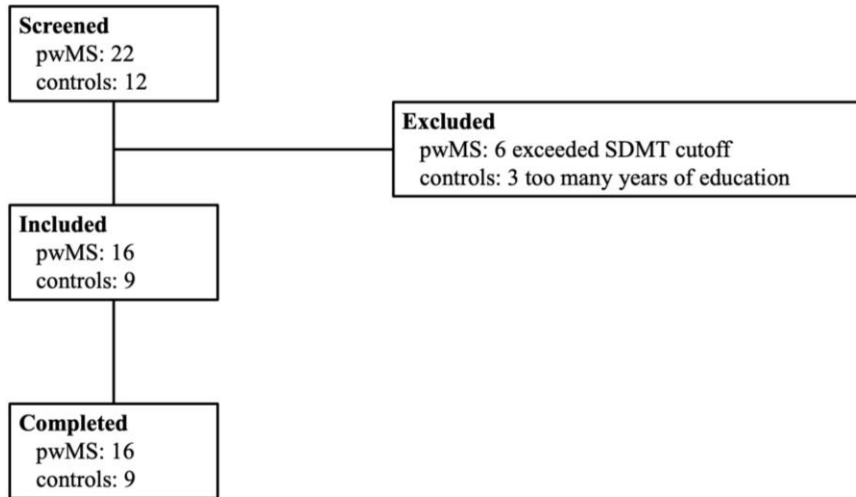 Screened
pwMS: 22
controls: 12
Excluded
pwMS: 6 exceeded SDMT cutoff
controls: 3 too many years of education
Included
pwMS: 16
controls: 9
Completed
pwMS: 16
controls: 9